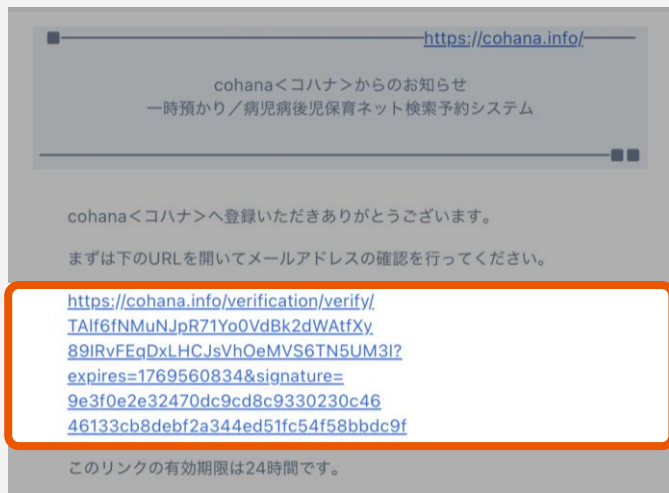 https://cohana.info/
cohana＜コハナ＞からのお知らせ
一時預かり／病児病後児保育ネット検索予約システム
cohana＜コハナ＞へ登録いただきありがとうございます。
まずは下のURLを開いてメールアドレスの確認を行ってください。
https://cohana.info/verification/verify/
TAIf6fNMuNJpR71Yo0VdBk2dWAtfXy
89IRvFEqDxLHCJsVhOeMVS6TN5UM3I?
expires=1769560834&signature=
9e3f0e2e32470dc9cd8c9330230c46
46133cb8debf2a344ed51fc54f58bbdc9f
このリンクの有効期限は24時間です。